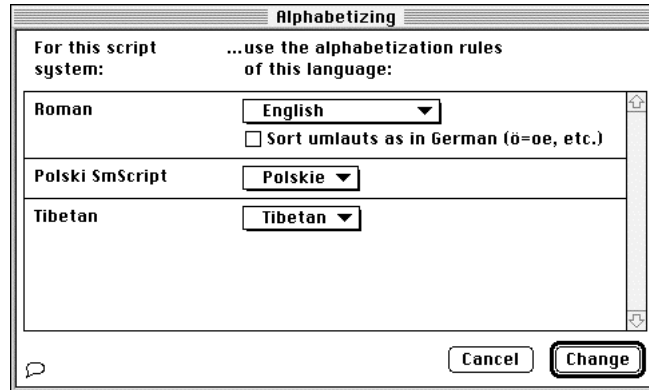 Alphabetizing
For this script system:
...use the alphabetization rules of this language:
Roman
English
Sort umlauts as in German (ö=oe, etc.)
Polski SmScript
Polskie
Tibetan
Tibetan
Cancel
Change